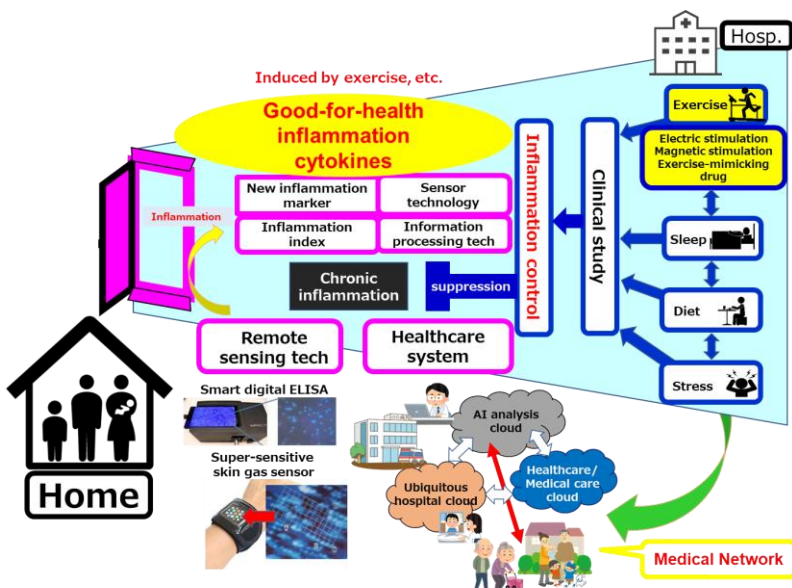 Hosp.
Induced by exercise, etc.
Good-for-health
inflammation
cytokines
Exercise
Electric stimulation
Magnetic stimulation
Exercise-mimicking
drug
New inflammation
marker
Sensor
technology
Inflammation
Inflammation
index
Information
processing tech
Inflammation control
Clinical study
Sleep
Chronic
inflammation
suppression
Diet
Remote
sensing tech
Healthcare
system
Stress
Smart digital ELISA
AI analysis
cloud
Super-sensitive
skin gas sensor
Ubiquitous
hospital cloud
Healthcare/
Medical care
cloud
Home
Medical Network